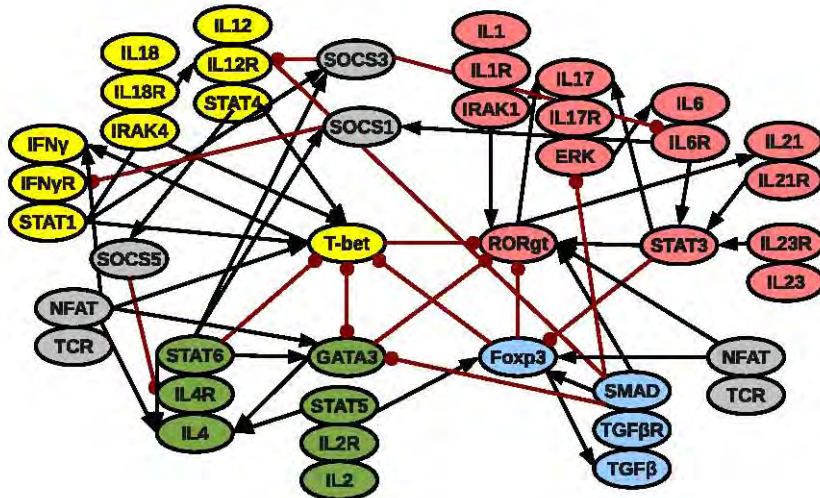 IL12
IL18
IL12R
SOCS3
IL1
IL18R
STAT4
IL1R
IL17
IRAK4
SOCS1
IRAK1
IL17R
IL6
IFNγ
ERK
IL6R
IL21
IFNγR
IL21R
STAT1
SOCS5
T-bet
RORgt
STAT3
IL23R
IL23
NFAT
TCR
STAT6
GATA3
Foxp3
NFAT
IL4R
STAT5
SMAD
TCR
IL4
IL2R
TGFβR
IL2
TGFβ